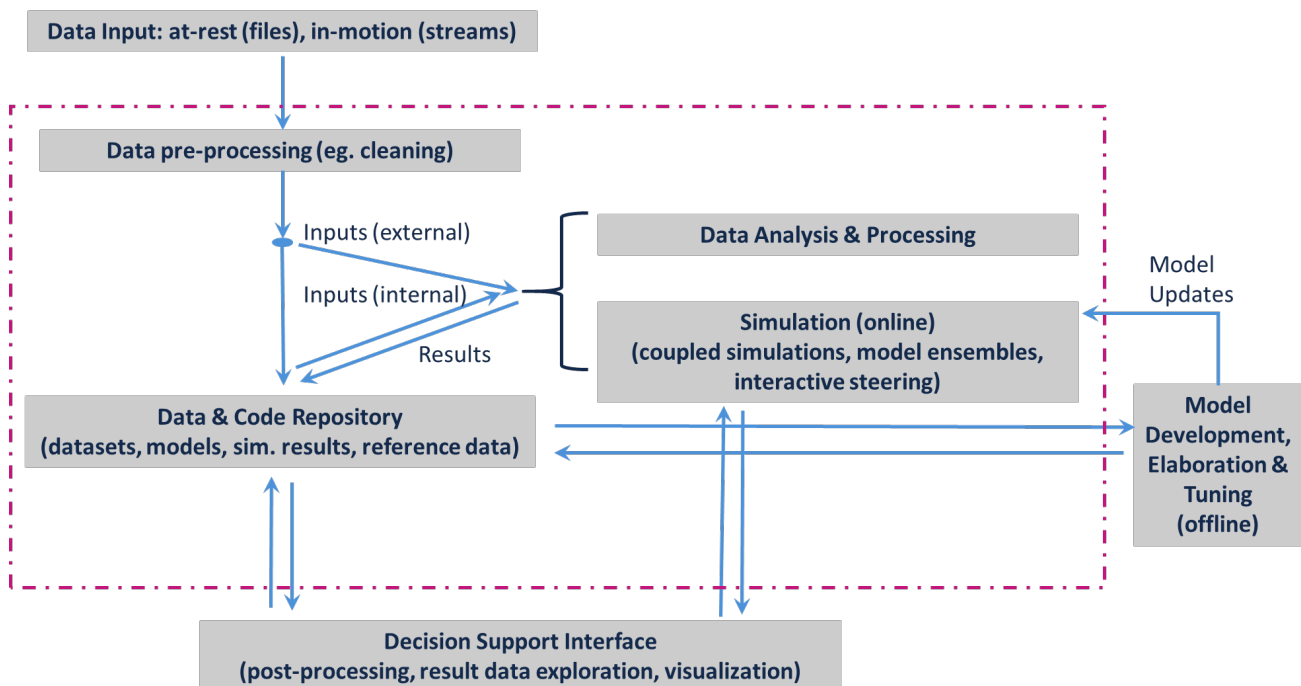 Data Input: at-rest (files), in-motion (streams)
Data pre-processing (eg. cleaning)
Inputs (external)
Data Analysis & Processing
Inputs (internal)
Model
Updates
Simulation (online)
(coupled simulations, model ensembles,
interactive steering)
Results
Data & Code Repository
(datasets, models, sim. results, reference data)
Model
Development,
Elaboration &
Tuning
(offline)
Decision Support Interface
(post-processing, result data exploration, visualization)